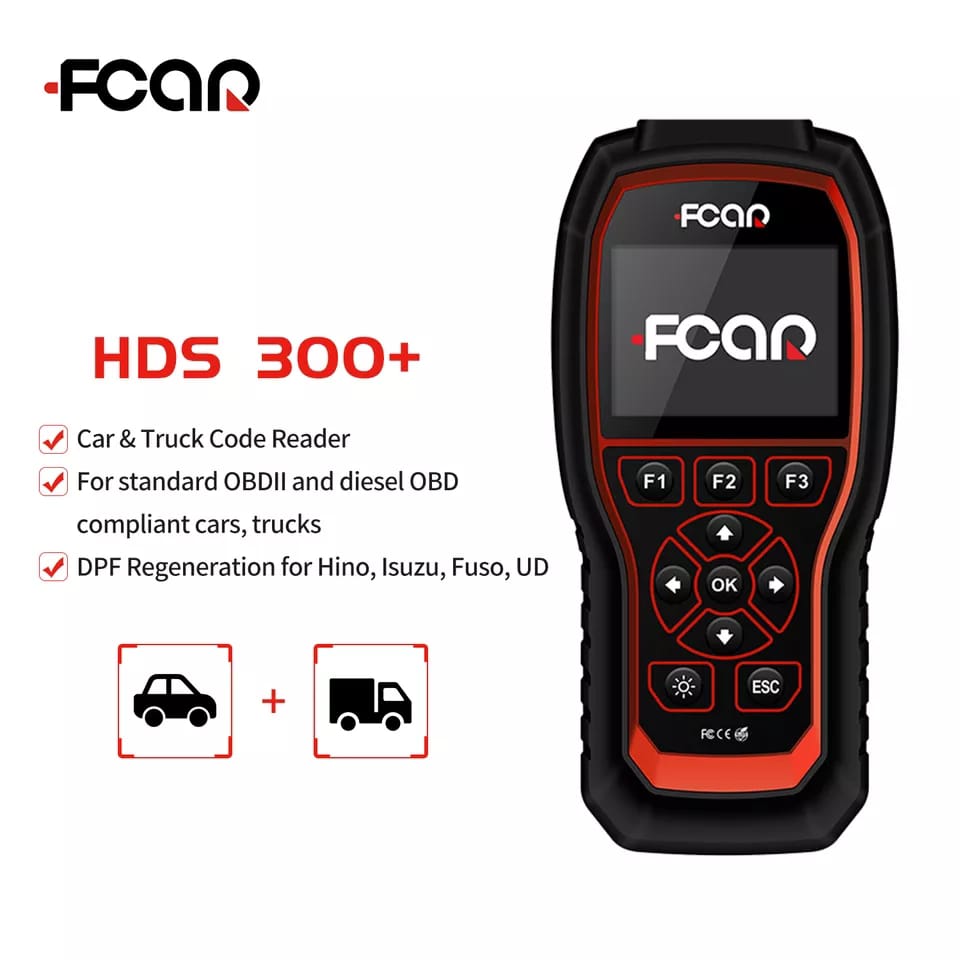 FCAR
FCAR
FCAR
HDS 300+
Car & Truck Code Reader
For standard OBDII and diesel OBD
compliant cars, trucks
DPF Regeneration for Hino, Isuzu, Fuso, UD
+
F1 F2 F3
OK
ESC
FC CE